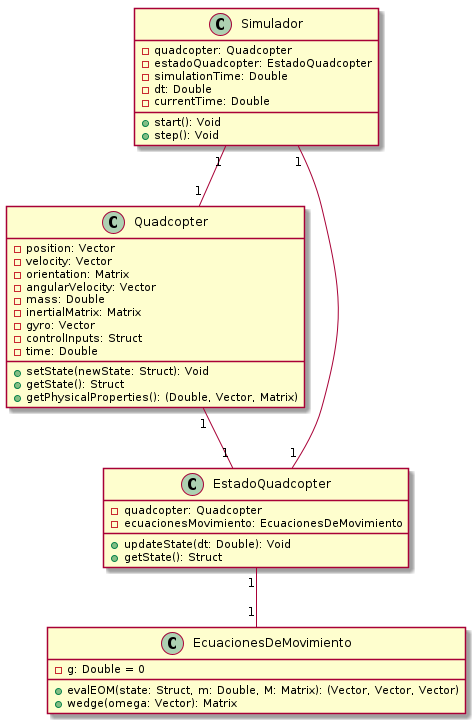 C Simulador
quadcopter: Quadcopter
estadoQuadcopter: EstadoQuadcopter
simulationTime: Double
dt: Double
currentTime: Double
start(): Void
step(): Void
1 1
1
C Quadcopter
position: Vector
velocity: Vector
orientation: Matrix
angularVelocity: Vector
mass: Double
inertialMatrix: Matrix
gyro: Vector
controlInputs: Struct
time: Double
setState(newState: Struct): Void
getState(): Struct
getPhysicalProperties(): (Double, Vector, Matrix)
1
1 1
C EstadoQuadcopter
quadcopter: Quadcopter
ecuacionesMovimiento: EcuacionesDeMovimiento
updateState(dt: Double): Void
getState(): Struct
1
1
C EcuacionesDeMovimiento
g: Double = 0
evalEOM(state: Struct, m: Double, M: Matrix): (Vector, Vector, Vector)
wedge(omega: Vector): Matrix